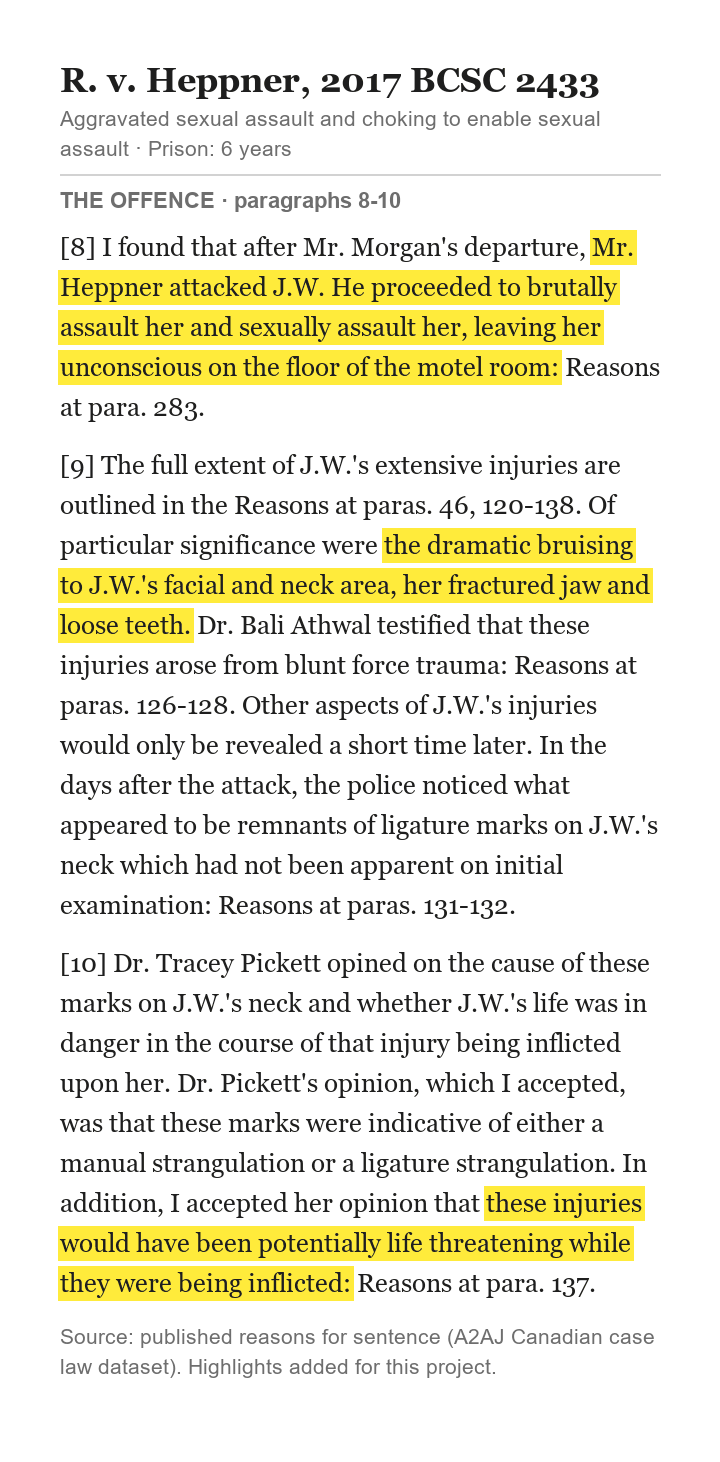 R. v. Heppner, 2017 BCSC 2433
Aggravated sexual assault and choking to enable sexual
assault · Prison: 6 years
THE OFFENCE · paragraphs 8-10
[8] I found that after Mr. Morgan's departure, Mr.
Heppner attacked J.W. He proceeded to brutally
assault her and sexually assault her, leaving her
unconscious on the floor of the motel room: Reasons
at para. 283.
[9] The full extent of J.W.'s extensive injuries are
outlined in the Reasons at paras. 46, 120-138. Of
particular significance were the dramatic bruising
to J.W.'s facial and neck area, her fractured jaw and
loose teeth. Dr. Bali Athwal testified that these
injuries arose from blunt force trauma: Reasons at
paras. 126-128. Other aspects of J.W.'s injuries
would only be revealed a short time later. In the
days after the attack, the police noticed what
appeared to be remnants of ligature marks on J.W.'s
neck which had not been apparent on initial
examination: Reasons at paras. 131-132.
[10] Dr. Tracey Pickett opined on the cause of these
marks on J.W.'s neck and whether J.W.'s life was in
danger in the course of that injury being inflicted
upon her. Dr. Pickett's opinion, which I accepted,
was that these marks were indicative of either a
manual strangulation or a ligature strangulation. In
addition, I accepted her opinion that these injuries
would have been potentially life threatening while
they were being inflicted: Reasons at para. 137.
Source: published reasons for sentence (A2AJ Canadian case
law dataset). Highlights added for this project.